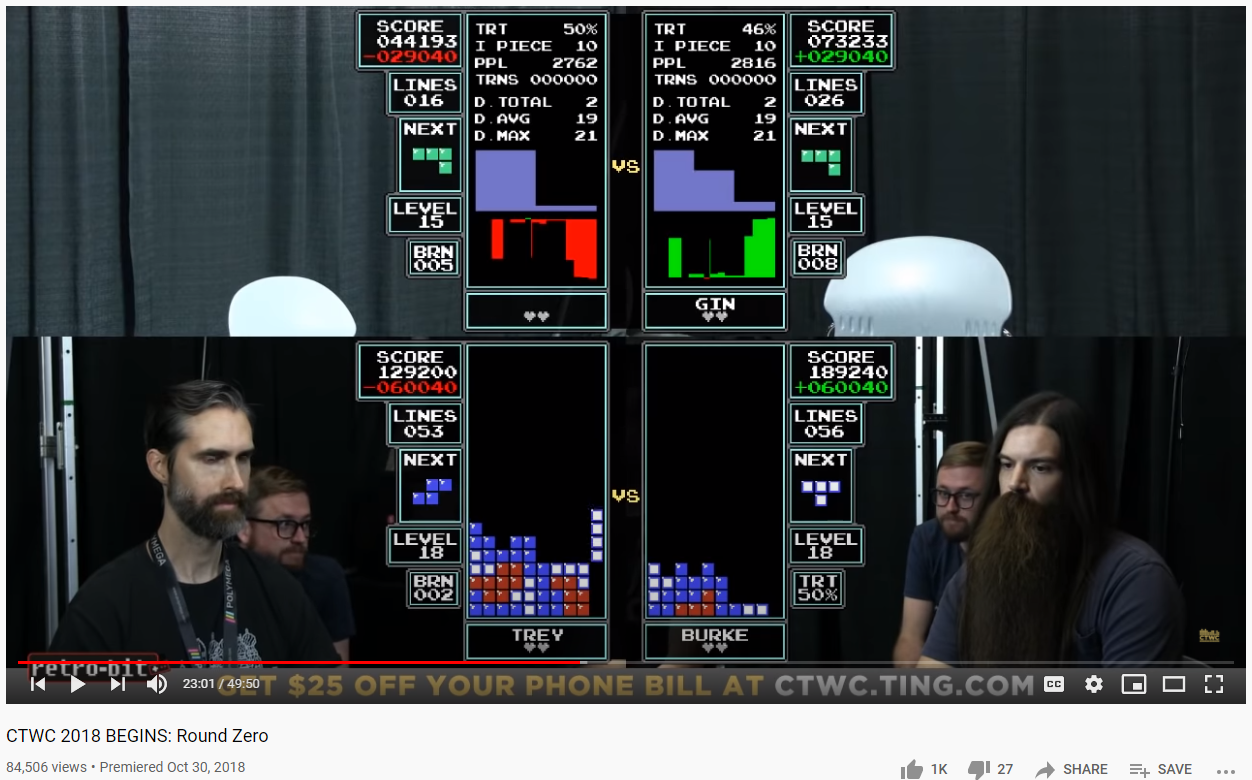 SCORE
044193
-029040
LINES
016
NEXT
LEVEL
15
BRN
005
TRT 50%
I PIECE 10
PPL 2762
TRNS 000000
D.TOTAL 2
D.AVG 19
D.MAX 21
VS
TRT 46%
I PIECE 10
PPL 2816
TRNS 000000
D.TOTAL 2
D.AVG 19
D.MAX 21
GIN
SCORE
073233
+029040
LINES
026
NEXT
LEVEL
15
BRN
008
SCORE
129200
-060040
LINES
053
NEXT
LEVEL
18
BRN
002
TREY
VS
BURKE
SCORE
189240
+060040
LINES
056
NEXT
LEVEL
18
TRT
50%
POLYMEGA
CTWC
retro-bit
GET $25 OFF YOUR PHONE BILL AT CTWC.TING.COM
23:01 / 49:50
CC
CTWC 2018 BEGINS: Round Zero
84,506 views • Premiered Oct 30, 2018
1K
27
SHARE
SAVE